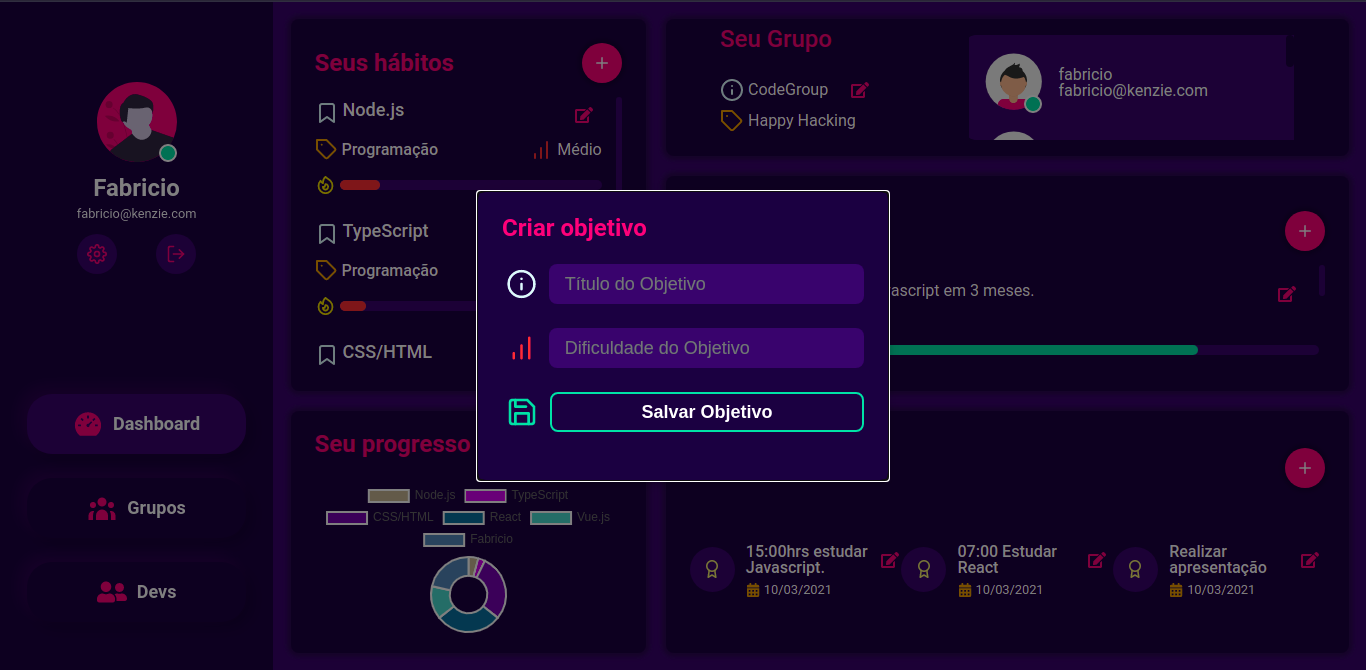 Fabricio
fabricio@kenzie.com
Dashboard
Grupos
Devs
Seus hábitos
+
Node.js
Programação
Médio
TypeScript
Programação
CSS/HTML
Seu progresso
Node.js TypeScript
CSS/HTML React Vue.js
Fabricio
Seu Grupo
CodeGroup
Happy Hacking
fabricio
fabricio@kenzie.com
+
ascript em 3 meses.
+
15:00hrs estudar
Javascript.
10/03/2021
07:00 Estudar
React
10/03/2021
Realizar
apresentação
10/03/2021
Criar objetivo
Título do Objetivo
Dificuldade do Objetivo
Salvar Objetivo